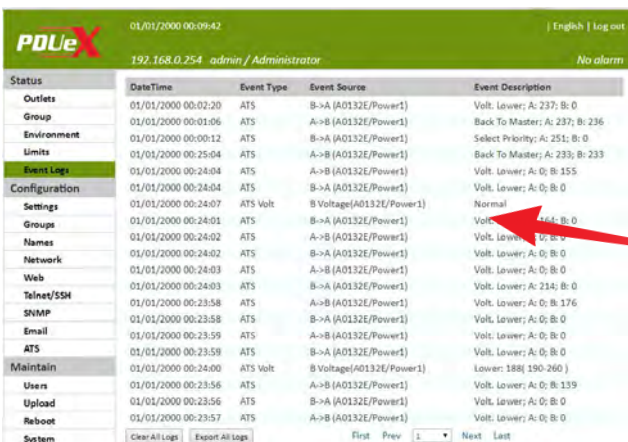 PDUeX
01/01/2000 00:09:42 | English | Log out
192.168.0.254 admin / Administrator No alarm
Status
Outlets
Group
Environment
Limits
Event Logs
Configuration
Settings
Groups
Names
Network
Web
Telnet/SSH
SNMP
Email
ATS
Maintain
Users
Upload
Reboot
System
DateTime Event Type Event Source Event Description
01/01/2000 00:02:20 ATS B->A (A0132E/Power1) Volt. Lower; A: 237; B: 0
01/01/2000 00:01:06 ATS A->B (A0132E/Power1) Back To Master; A: 237; B: 236
01/01/2000 00:00:12 ATS B->A (A0132E/Power1) Select Priority; A: 251; B: 0
01/01/2000 00:25:04 ATS A->B (A0132E/Power1) Back To Master; A: 233; B: 233
01/01/2000 00:24:04 ATS A->B (A0132E/Power1) Volt. Lower; A: 0; B: 155
01/01/2000 00:24:04 ATS B->A (A0132E/Power1) Volt. Lower; A: 0; B: 0
01/01/2000 00:24:07 ATS Volt B Voltage(A0132E/Power1) Normal
01/01/2000 00:24:01 ATS B->A (A0132E/Power1) 164; B: 0
01/01/2000 00:24:02 ATS A->B (A0132E/Power1) Volt. 0; B: 0
01/01/2000 00:24:02 ATS B->A (A0132E/Power1) Volt. Lower; A: 0; B: 0
01/01/2000 00:24:03 ATS A->B (A0132E/Power1) Volt. Lower; A: 0; B: 0
01/01/2000 00:24:03 ATS B->A (A0132E/Power1) Volt. Lower; A: 214; B: 0
01/01/2000 00:23:58 ATS A->B (A0132E/Power1) Volt. Lower; A: 0; B: 176
01/01/2000 00:23:58 ATS B->A (A0132E/Power1) Volt. Lower; A: 0; B: 0
01/01/2000 00:23:59 ATS A->B (A0132E/Power1) Volt. Lower; A: 0; B: 0
01/01/2000 00:23:59 ATS B->A (A0132E/Power1) Volt. Lower; A: 0; B: 0
01/01/2000 00:24:00 ATS Volt B Voltage(A0132E/Power1) Lower: 188( 190-260 )
01/01/2000 00:23:56 ATS A->B (A0132E/Power1) Volt. Lower; A: 0; B: 139
01/01/2000 00:23:56 ATS B->A (A0132E/Power1) Volt. Lower; A: 0; B: 0
01/01/2000 00:23:57 ATS A->B (A0132E/Power1) Volt. Lower; A: 0; B: 0
Clear All Logs Export All Logs First Prev 1 Next Last